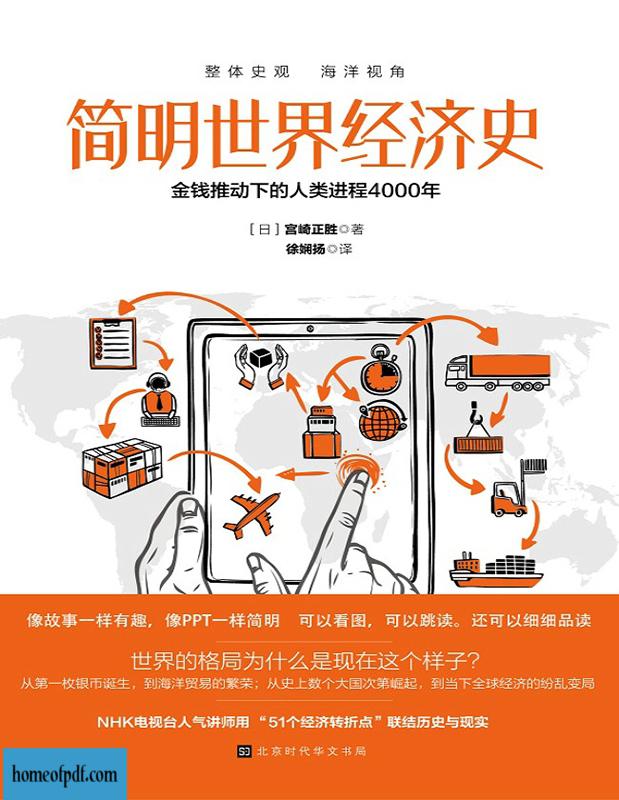 整体史观 海洋视角
简明世界经济史
金钱推动下的人类进程4000年
[日] 宫崎正胜◎著
徐娴扬◎译
像故事一样有趣，像PPT一样简明 可以看图，可以跳读。还可以细细品读
世界的格局为什么是现在这个样子？
从第一枚银币诞生，到海洋贸易的繁荣；从史上数个大国次第崛起，到当下全球经济的纷乱变局
NHK电视台人气讲师用“51个经济转折点”联结历史与现实
北京时代华文书局
homeofpdf.com